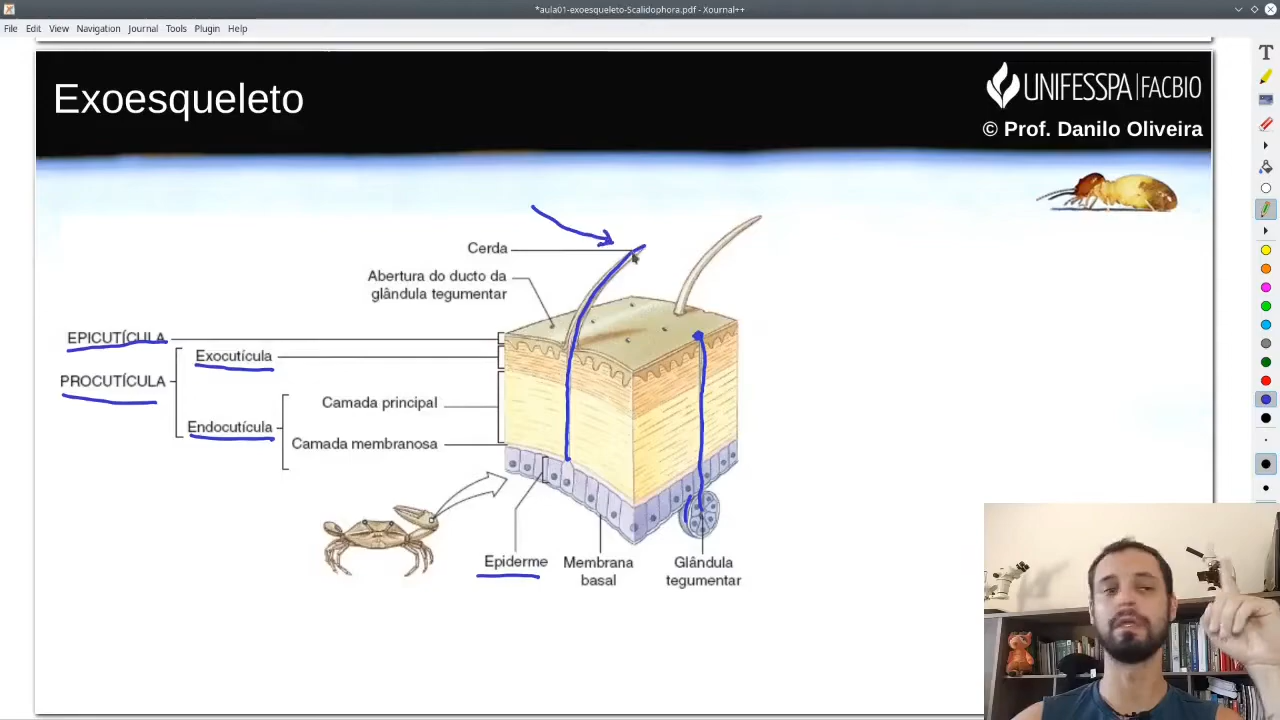 *aula01-exoesqueleto-Scalidophora.pdf - Xournal++
File Edit View Navigation Journal Tools Plugin Help
Exoesqueleto
UNIFESSPA|FACBIO
© Prof. Danilo Oliveira
Cerda
Abertura do ducto da
glândula tegumentar
EPICUTÍCULA
Exocutícula
PROCUTÍCULA
Camada principal
Endocutícula
Camada membranosa
Epiderme
Membrana
basal
Glândula
tegumentar
T